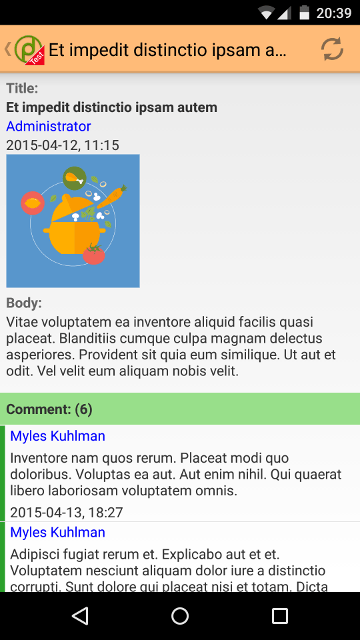 20:39
Test
Et impedit distinctio ipsam a...
Title:
Et impedit distinctio ipsam autem
Administrator
2015-04-12, 11:15
Body:
Vitae voluptatem ea inventore aliquid facilis quasi
placeat. Blanditiis cumque culpa magnam delectus
asperiores. Provident sit quia eum similique. Ut aut et
odit. Vel velit eum aliquam nobis velit.
Comment: (6)
Myles Kuhlman
Inventore nam quos rerum. Placeat modi quo
doloribus. Voluptas ea aut. Aut enim nihil. Qui quaerat
libero laboriosam voluptatem omnis.
2015-04-13, 18:27
Myles Kuhlman
Adipisci fugiat rerum et. Explicabo aut et et.
Voluptatem nesciunt aliquam dolor iure a distinctio
corrupti. Sunt dolore qui placeat nisi et totam. Dicta